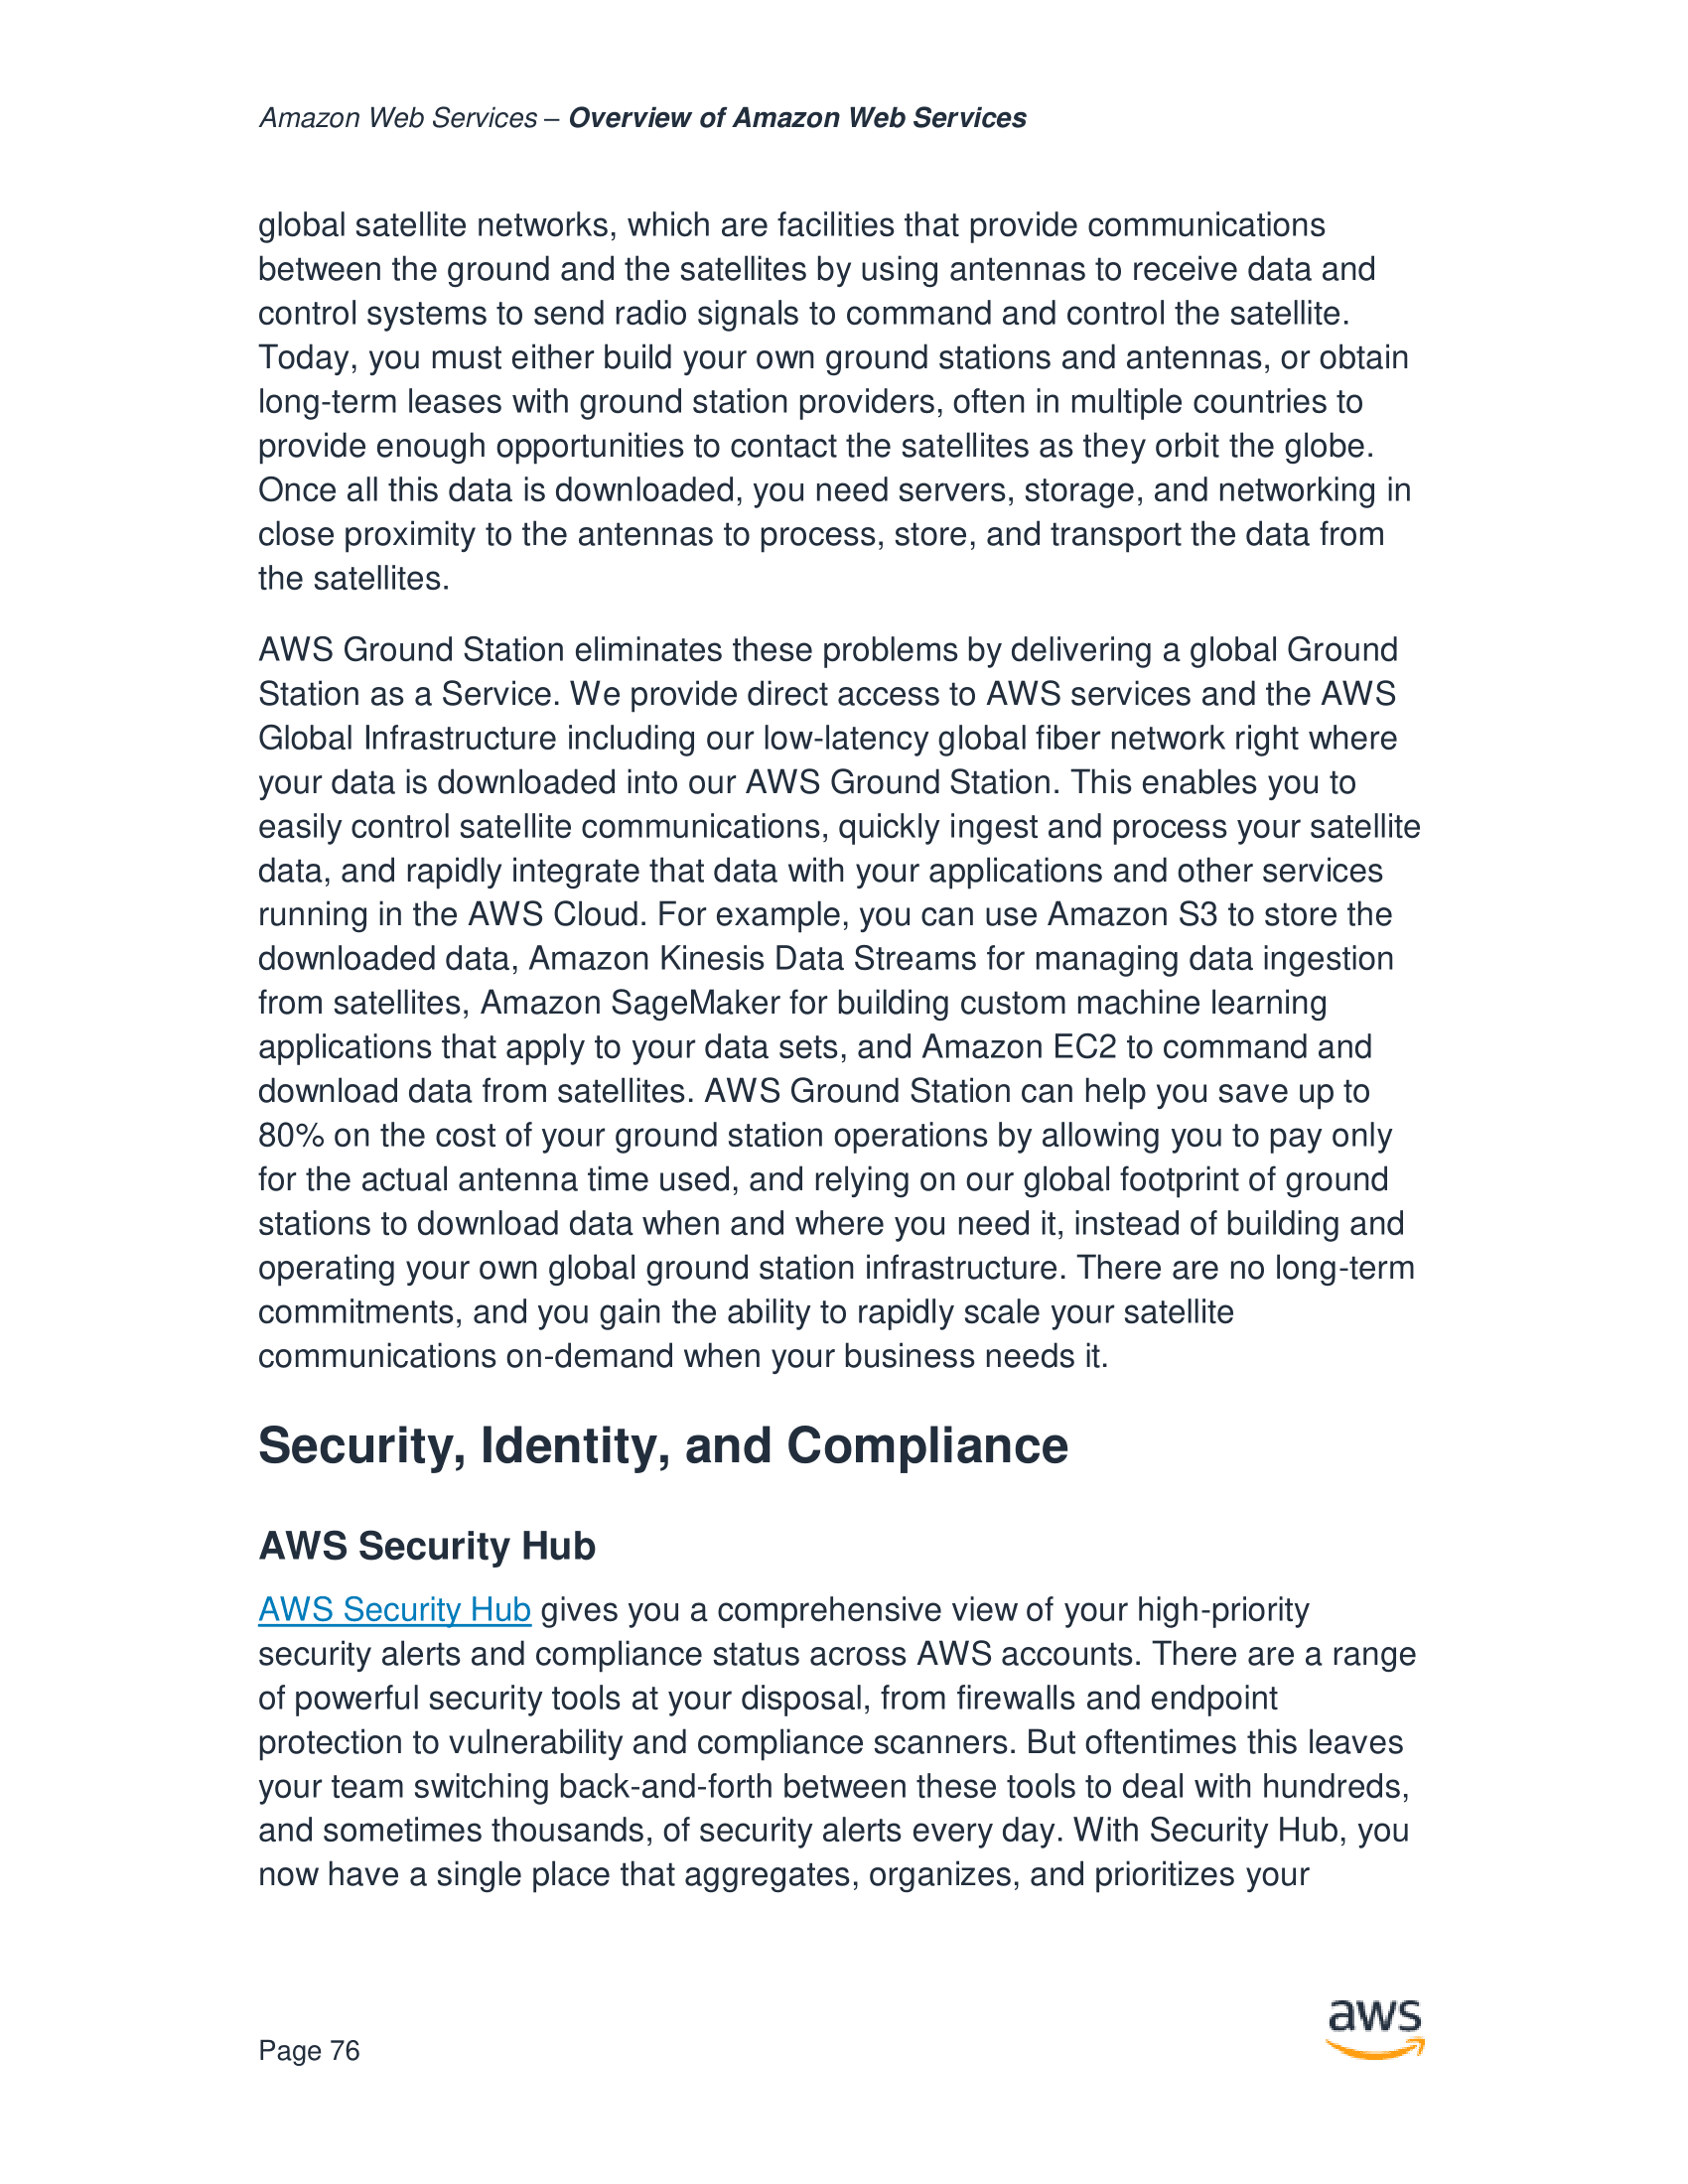 Amazon Web Services – Overview of Amazon Web Services
global satellite networks, which are facilities that provide communications
between the ground and the satellites by using antennas to receive data and
control systems to send radio signals to command and control the satellite.
Today, you must either build your own ground stations and antennas, or obtain
long-term leases with ground station providers, often in multiple countries to
provide enough opportunities to contact the satellites as they orbit the globe.
Once all this data is downloaded, you need servers, storage, and networking in
close proximity to the antennas to process, store, and transport the data from
the satellites.
AWS Ground Station eliminates these problems by delivering a global Ground
Station as a Service. We provide direct access to AWS services and the AWS
Global Infrastructure including our low-latency global fiber network right where
your data is downloaded into our AWS Ground Station. This enables you to
easily control satellite communications, quickly ingest and process your satellite
data, and rapidly integrate that data with your applications and other services
running in the AWS Cloud. For example, you can use Amazon S3 to store the
downloaded data, Amazon Kinesis Data Streams for managing data ingestion
from satellites, Amazon SageMaker for building custom machine learning
applications that apply to your data sets, and Amazon EC2 to command and
download data from satellites. AWS Ground Station can help you save up to
80% on the cost of your ground station operations by allowing you to pay only
for the actual antenna time used, and relying on our global footprint of ground
stations to download data when and where you need it, instead of building and
operating your own global ground station infrastructure. There are no long-term
commitments, and you gain the ability to rapidly scale your satellite
communications on-demand when your business needs it.
Security, Identity, and Compliance
AWS Security Hub
AWS Security Hub gives you a comprehensive view of your high-priority
security alerts and compliance status across AWS accounts. There are a range
of powerful security tools at your disposal, from firewalls and endpoint
protection to vulnerability and compliance scanners. But oftentimes this leaves
your team switching back-and-forth between these tools to deal with hundreds,
and sometimes thousands, of security alerts every day. With Security Hub, you
now have a single place that aggregates, organizes, and prioritizes your
aws
Page 76